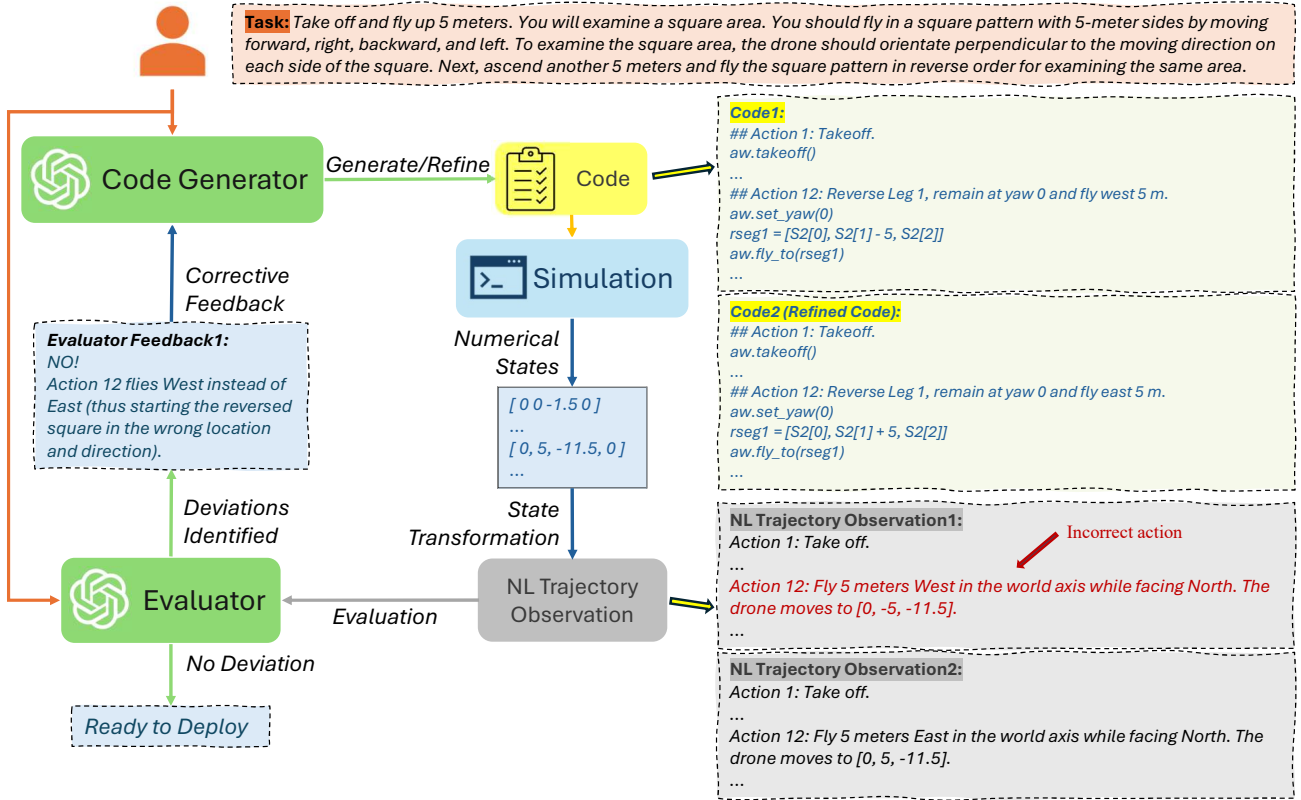 Task: Take off and fly up 5 meters. You will examine a square area. You should fly in a square pattern with 5-meter sides by moving
forward, right, backward, and left. To examine the square area, the drone should orientate perpendicular to the moving direction on
each side of the square. Next, ascend another 5 meters and fly the square pattern in reverse order for examining the same area.
Code Generator
Generate/Refine
Code
Simulation
Corrective
Feedback
Evaluator Feedback1:
NO!
Action 12 flies West instead of
East (thus starting the reversed
square in the wrong location
and direction).
Numerical
States
[ 0 0 -1.5 0 ]
...
[ 0, 5, -11.5, 0 ]
...
Deviations
Identified
State
Transformation
Evaluator
Evaluation
NL Trajectory
Observation
No Deviation
Ready to Deploy
Code1:
## Action 1: Takeoff.
aw.takeoff()
...
## Action 12: Reverse Leg 1, remain at yaw 0 and fly west 5 m.
aw.set_yaw(0)
rseg1 = [S2[0], S2[1] - 5, S2[2]]
aw.fly_to(rseg1)
...
Code2 (Refined Code):
## Action 1: Takeoff.
aw.takeoff()
...
## Action 12: Reverse Leg 1, remain at yaw 0 and fly east 5 m.
aw.set_yaw(0)
rseg1 = [S2[0], S2[1] + 5, S2[2]]
aw.fly_to(rseg1)
...
NL Trajectory Observation1:
Action 1: Take off.
Incorrect action
...
Action 12: Fly 5 meters West in the world axis while facing North. The
drone moves to [0, -5, -11.5].
...
NL Trajectory Observation2:
Action 1: Take off.
...
Action 12: Fly 5 meters East in the world axis while facing North. The
drone moves to [0, 5, -11.5].
...